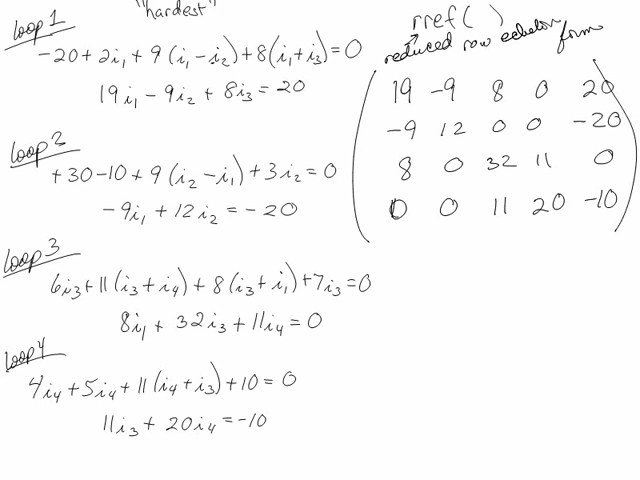 "hardest"
loop 1
-20 + 2i₁ + 9(i₁-i₂) + 8(i₁+i₃) = 0
19i₁ - 9i₂ + 8i₃ = 20
loop 2
+30-10 + 9(i₂-i₁) + 3i₂ = 0
-9i₁ + 12i₂ = -20
loop 3
6i₃ + 11(i₃+i₄) + 8(i₃+i₁) + 7i₃ = 0
8i₁ + 32i₃ + 11i₄ = 0
loop 4
4i₄ + 5i₄ + 11(i₄+i₃) + 10 = 0
11i₃ + 20i₄ = -10
rref( )
reduced row echelon form
19 -9 8 0 20
-9 12 0 0 -20
8 0 32 11 0
0 0 11 20 -10